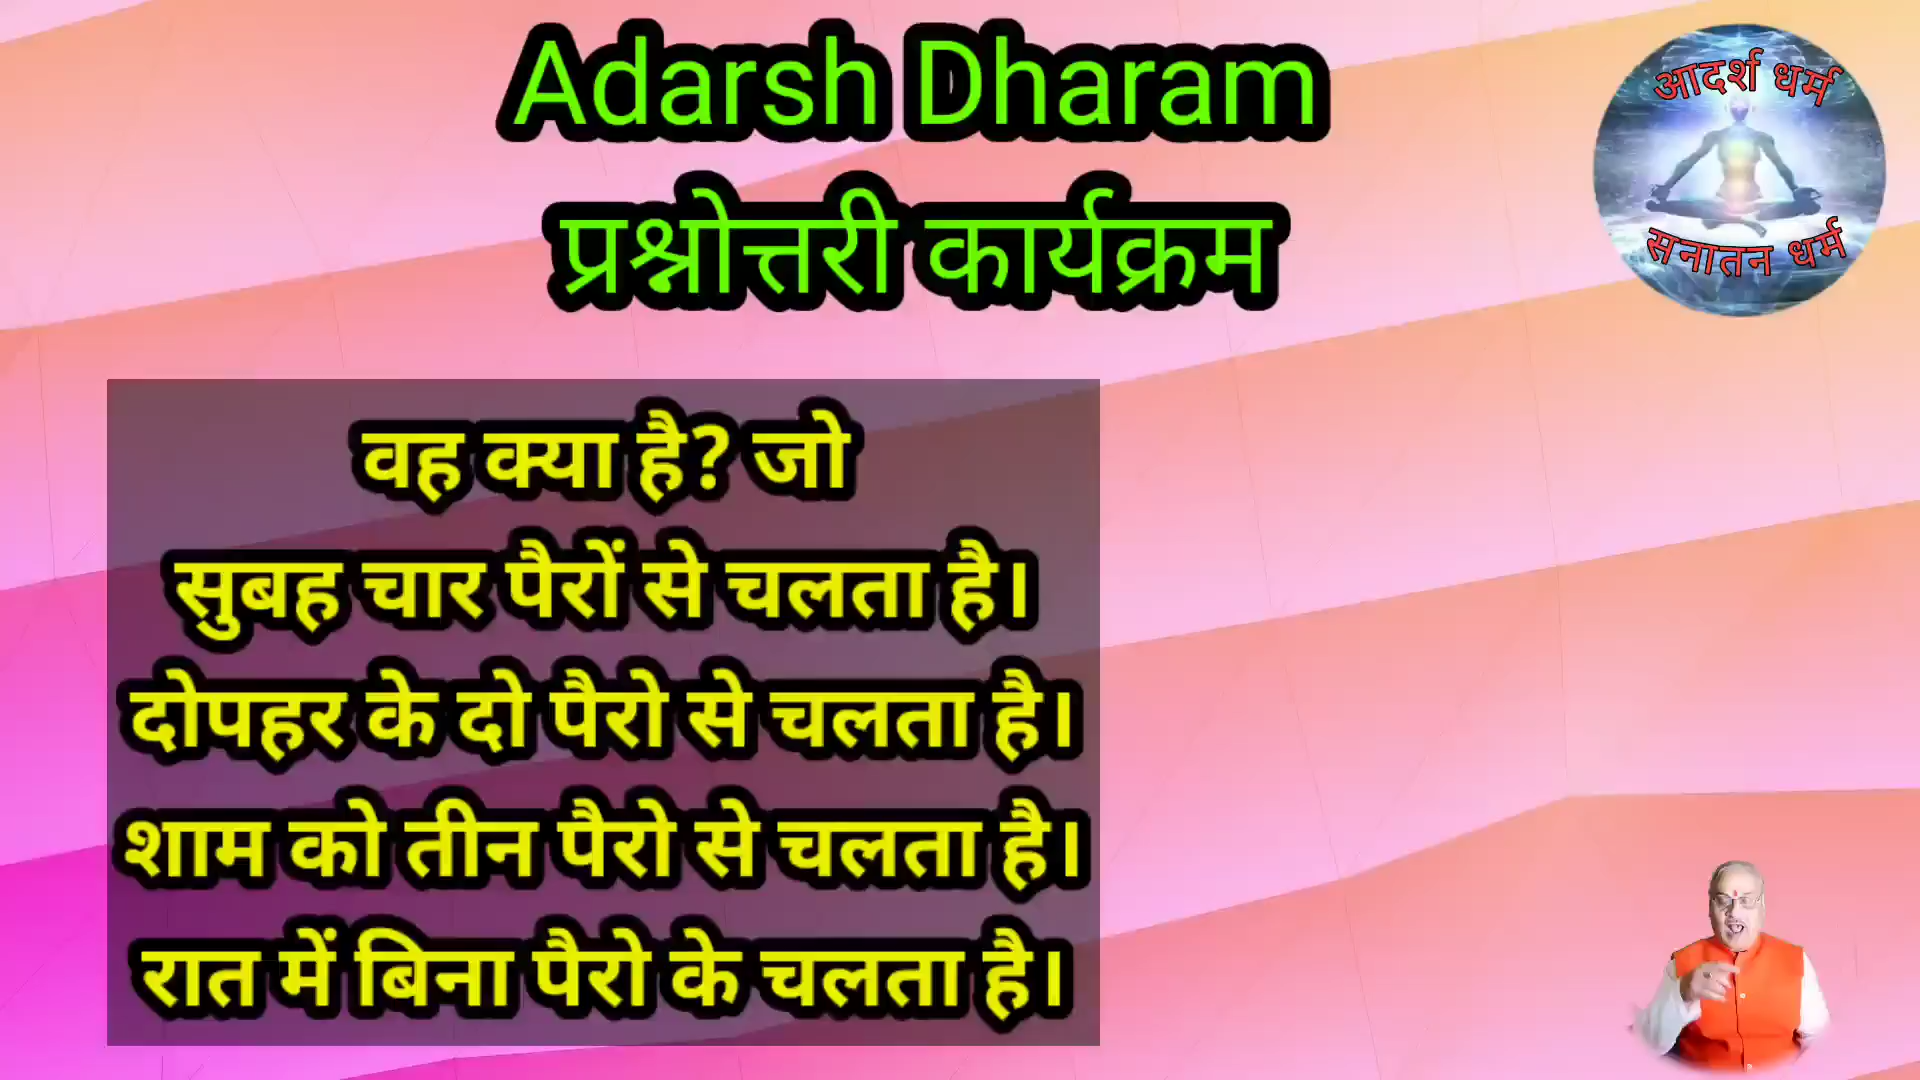 Adarsh Dharam
प्रश्नोत्तरी कार्यक्रम
आदर्श धर्म
सनातन धर्म
वह क्या है? जो
सुबह चार पैरों से चलता है।
दोपहर के दो पैरो से चलता है।
शाम को तीन पैरो से चलता है।
रात में बिना पैरो के चलता है।